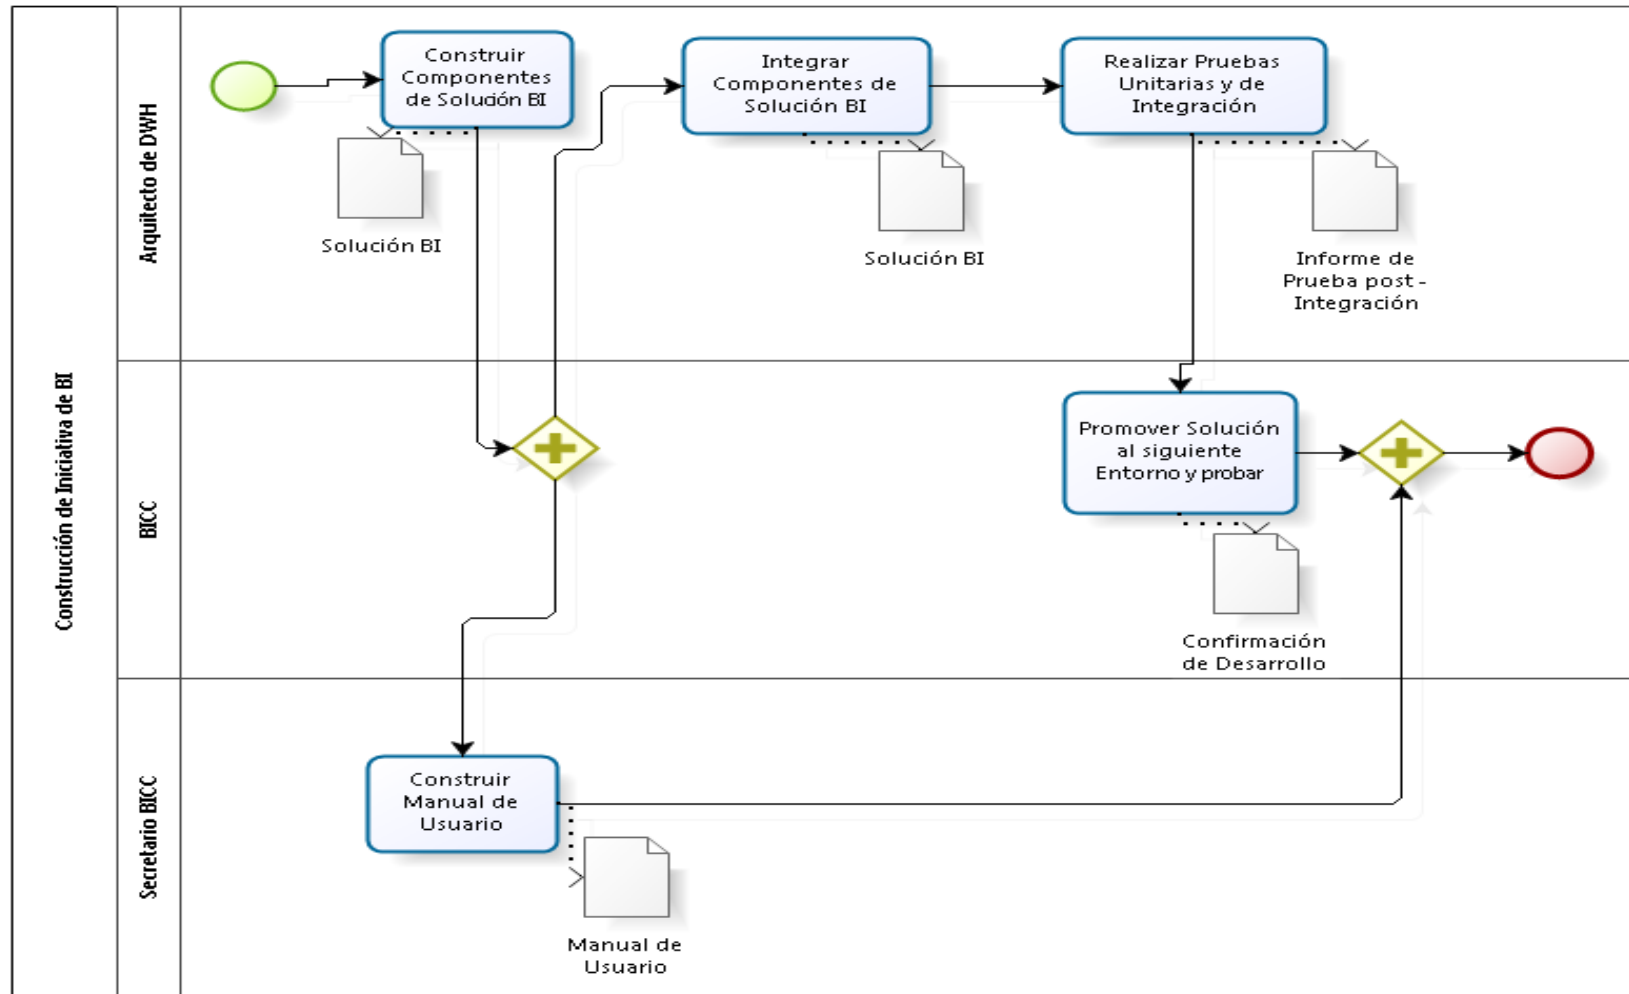 Construcción de Iniciativa de BI
Arquitecto de DWH
Construir
Componentes
de Solución BI
Solución BI
Integrar
Componentes de
Solución BI
Solución BI
Realizar Pruebas
Unitarias y de
Integración
Informe de
Prueba post -
Integración
BICC
Promover Solución
al siguiente
Entorno y probar
Confirmación
de Desarrollo
Secretario BICC
Construir
Manual de
Usuario
Manual de
Usuario